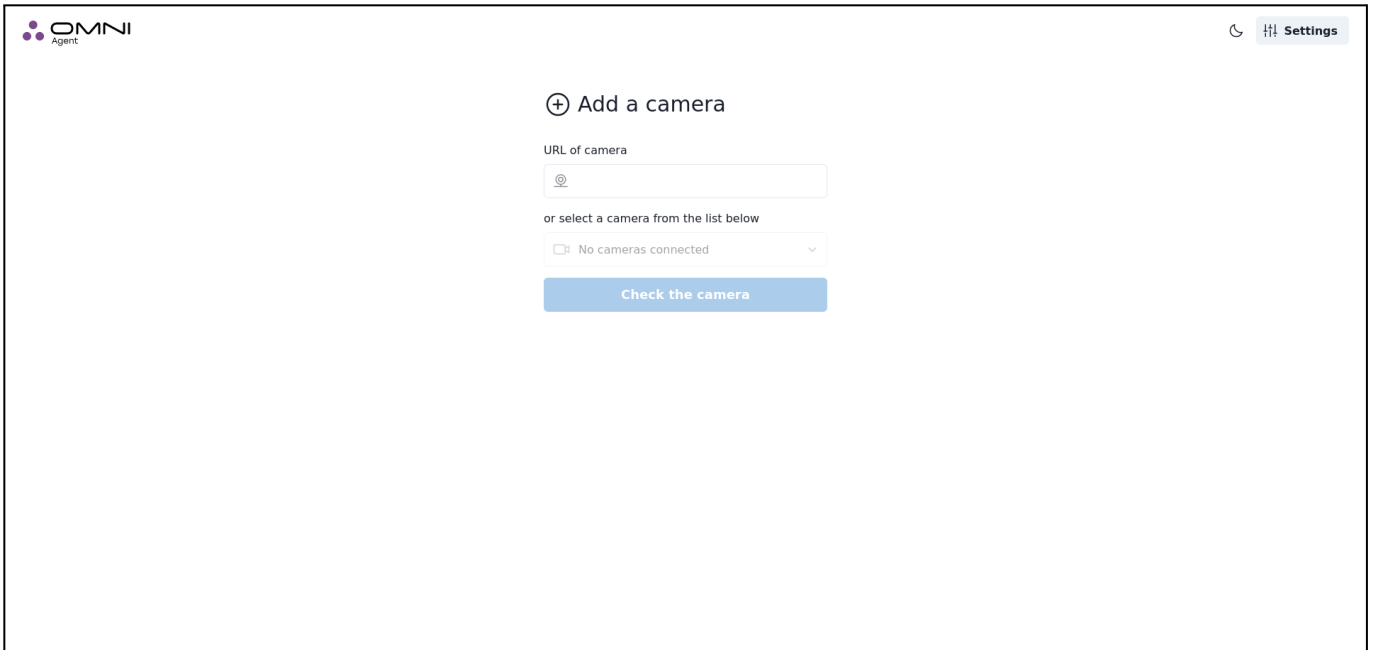 OMNI
Agent
Settings
Add a camera
URL of camera
or select a camera from the list below
No cameras connected
Check the camera